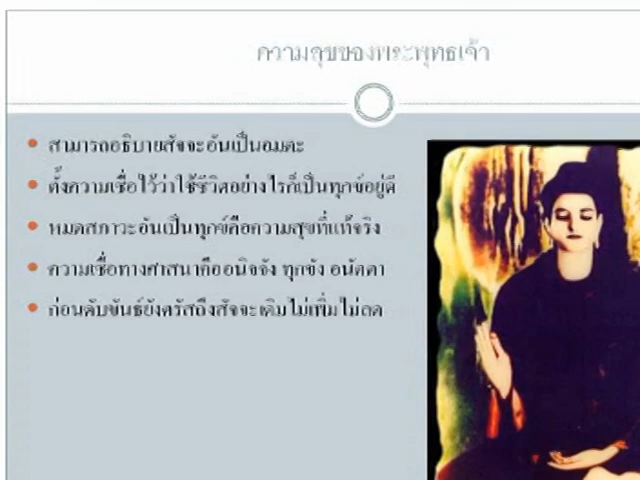 ความสุขของพระพุทธเจ้า
สามารถอธิบายสัจจะอันเป็นอมตะ
ตั้งความเชื่อไว้ว่าใช้ชีวิตอย่างไรก็เป็นทุกข์อยู่ดี
หมดสภาวะอันเป็นทุกข์คือความสุขที่แท้จริง
ความเชื่อทางศาสนาคืออนิจจัง ทุกขัง อนัตตา
ก่อนดับขันธ์ยังตรัสถึงสัจจะเดิมไม่เพิ่มไม่ลด